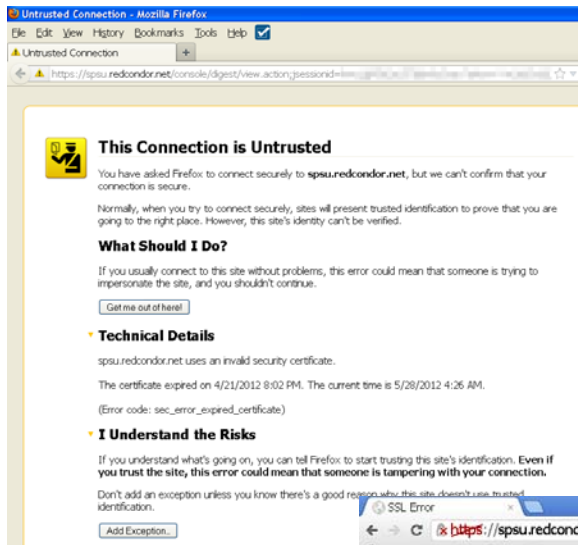 Untrusted Connection - Mozilla Firefox
File Edit View History Bookmarks Tools Help
Untrusted Connection +
https://spsu.redcondor.net/console/digest/view.action;jsessionid=
This Connection is Untrusted
You have asked Firefox to connect securely to spsu.redcondor.net, but we can't confirm that your
connection is secure.
Normally, when you try to connect securely, sites will present trusted identification to prove that you are
going to the right place. However, this site's identity can't be verified.
What Should I Do?
If you usually connect to this site without problems, this error could mean that someone is trying to
impersonate the site, and you shouldn't continue.
Get me out of here!
Technical Details
spsu.redcondor.net uses an invalid security certificate.
The certificate expired on 4/21/2012 8:02 PM. The current time is 5/28/2012 4:26 AM.
(Error code: sec_error_expired_certificate)
I Understand the Risks
If you understand what's going on, you can tell Firefox to start trusting this site's identification. Even if
you trust the site, this error could mean that someone is tampering with your connection.
Don't add an exception unless you know there's a good reason why this site doesn't use trusted
identification.
Add Exception...
SSL Error ×
https://spsu.redcond